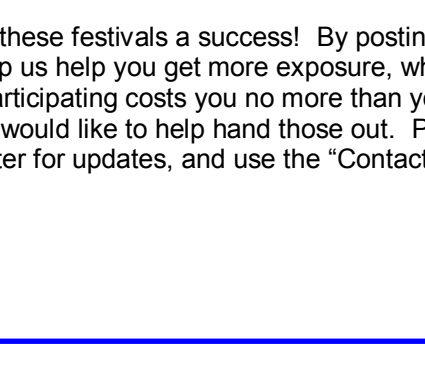 these festivals a success!  By postin
p us help you get more exposure, wh
articipating costs you no more than y
would like to help hand those out.  P
ter for updates, and use the “Contact